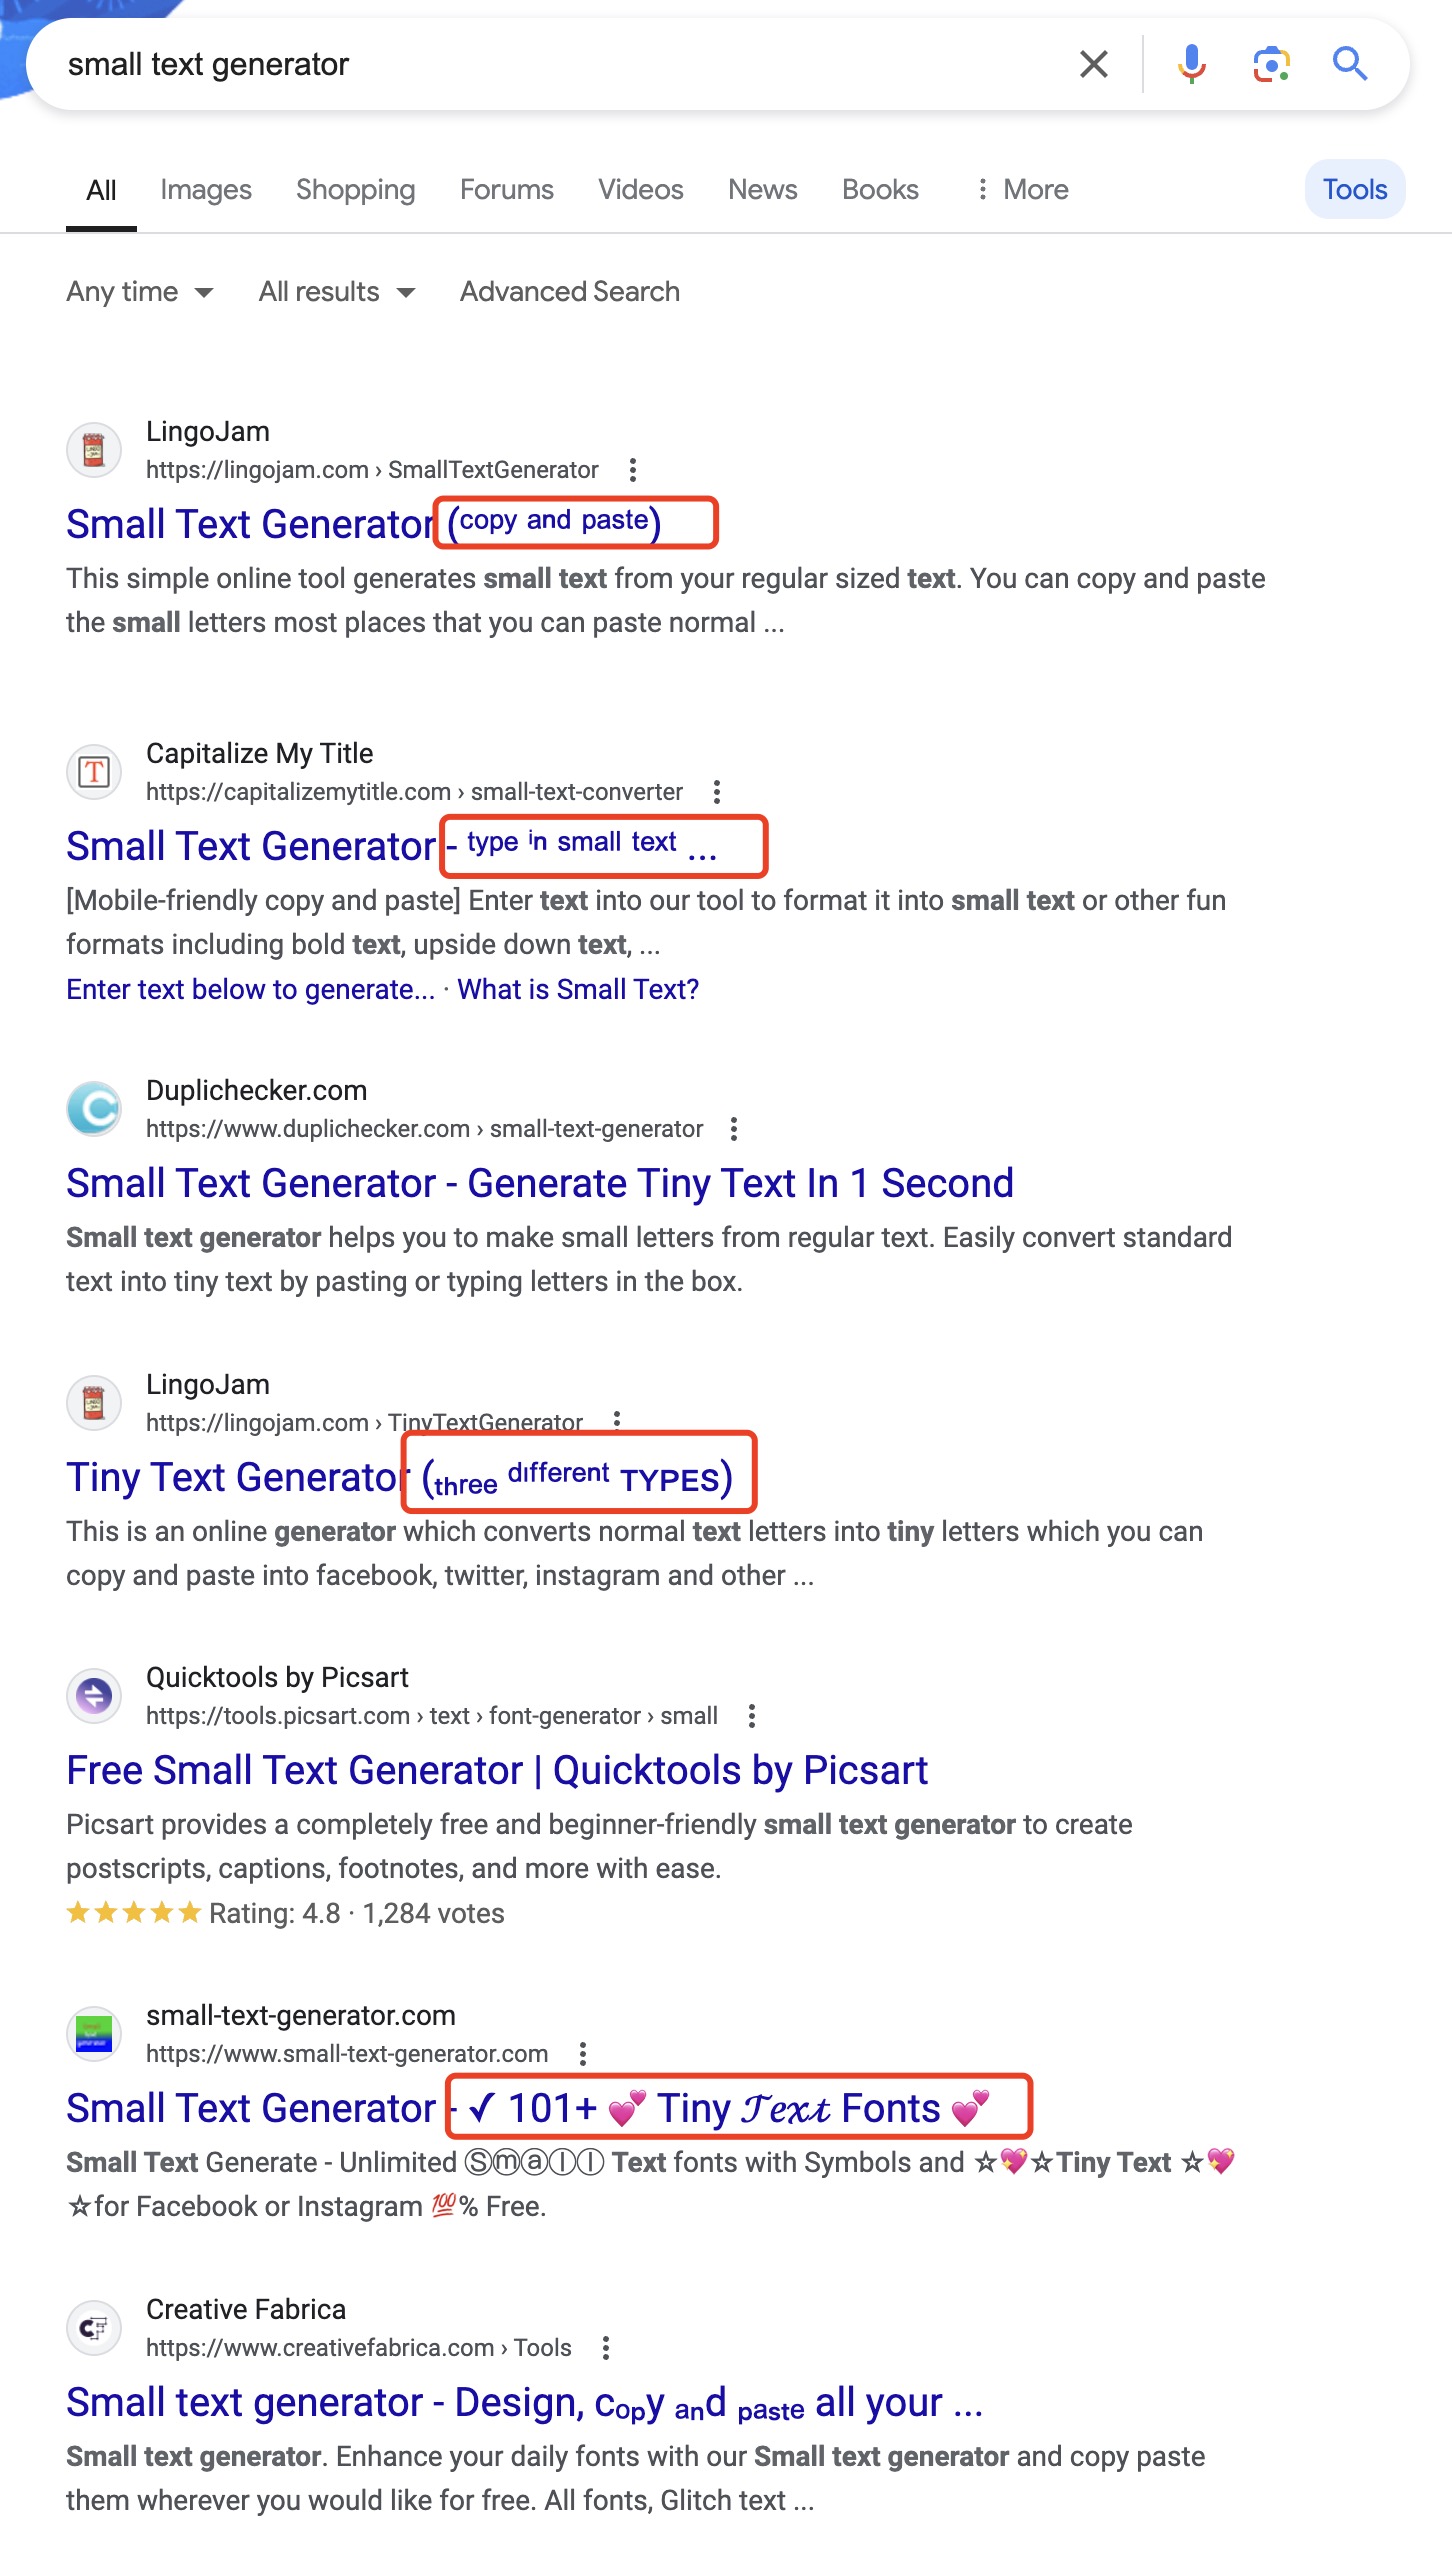 small text generator
All Images Shopping Forums Videos News Books ⋮ More Tools
Any time All results Advanced Search
LingoJam
https://lingojam.com › SmallTextGenerator
Small Text Generator (ᶜᵒᵖʸ ᵃⁿᵈ ᵖᵃˢᵗᵉ)
This simple online tool generates small text from your regular sized text. You can copy and paste
the small letters most places that you can paste normal ...
Capitalize My Title
https://capitalizemytitle.com › small-text-converter
Small Text Generator - ᵗʸᵖᵉ ⁱⁿ ˢᵐᵃˡˡ ᵗᵉˣᵗ ...
[Mobile-friendly copy and paste] Enter text into our tool to format it into small text or other fun
formats including bold text, upside down text, ...
Enter text below to generate... · What is Small Text?
Duplichecker.com
https://www.duplichecker.com › small-text-generator
Small Text Generator - Generate Tiny Text In 1 Second
Small text generator helps you to make small letters from regular text. Easily convert standard
text into tiny text by pasting or typing letters in the box.
LingoJam
https://lingojam.com › TinyTextGenerator
Tiny Text Generator (ₜₕᵣₑₑ ᵈᶦᶠᶠᵉʳᵉⁿᵗ ᴛʏᴘᴇꜱ)
This is an online generator which converts normal text letters into tiny letters which you can
copy and paste into facebook, twitter, instagram and other ...
Quicktools by Picsart
https://tools.picsart.com › text › font-generator › small
Free Small Text Generator | Quicktools by Picsart
Picsart provides a completely free and beginner-friendly small text generator to create
postscripts, captions, footnotes, and more with ease.
★★★★★ Rating: 4.8 · 1,284 votes
small-text-generator.com
https://www.small-text-generator.com
Small Text Generator - ✓ 101+ 💕 Tiny 𝒯𝑒𝓍𝓉 Fonts 💕
Small Text Generate - Unlimited Ⓢⓜⓐⓛⓛ Text fonts with Symbols and ☆💖☆Tiny Text ☆💖
☆for Facebook or Instagram 💯% Free.
Creative Fabrica
https://www.creativefabrica.com › Tools
Small text generator - Design, cₒₚy ₐₙd ₚₐₛₜₑ all your ...
Small text generator. Enhance your daily fonts with our Small text generator and copy paste
them wherever you would like for free. All fonts, Glitch text ...